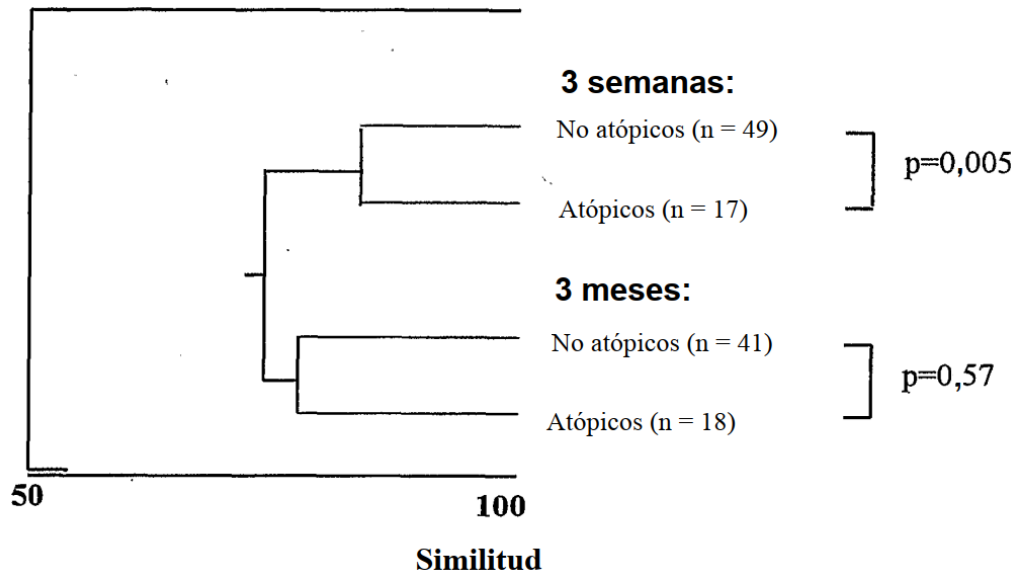 3 semanas:
No atópicos (n = 49)
p=0,005
Atópicos (n = 17)
3 meses:
No atópicos (n = 41)
p=0,57
Atópicos (n = 18)
50
100
Similitud